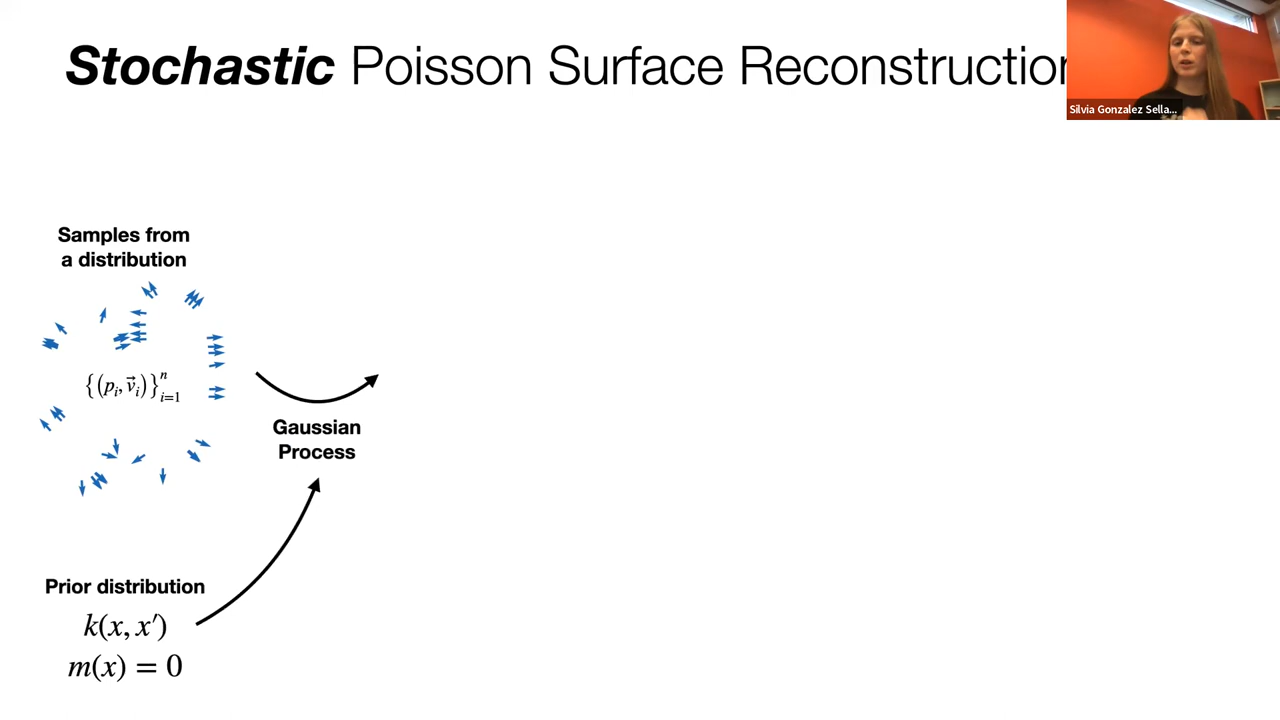 Stochastic Poisson Surface Reconstruction
Silvia Gonzalez Sella...
Samples from
a distribution
{(pᵢ, v⃗ᵢ)}ⁿᵢ₌₁
Gaussian
Process
Prior distribution
k(x, x′)
m(x) = 0